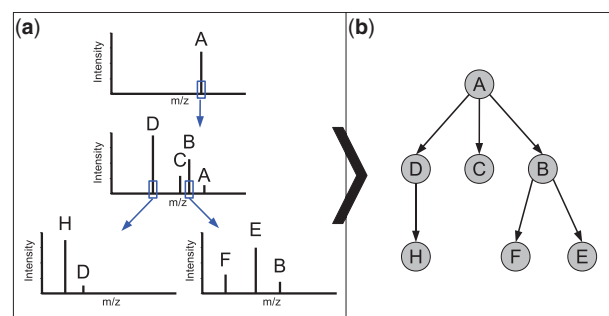 (a)
A
Intensity
m/z
D
B
C
A
Intensity
m/z
H
D
Intensity
m/z
E
F
B
Intensity
m/z
(b)
A
D C B
H F E